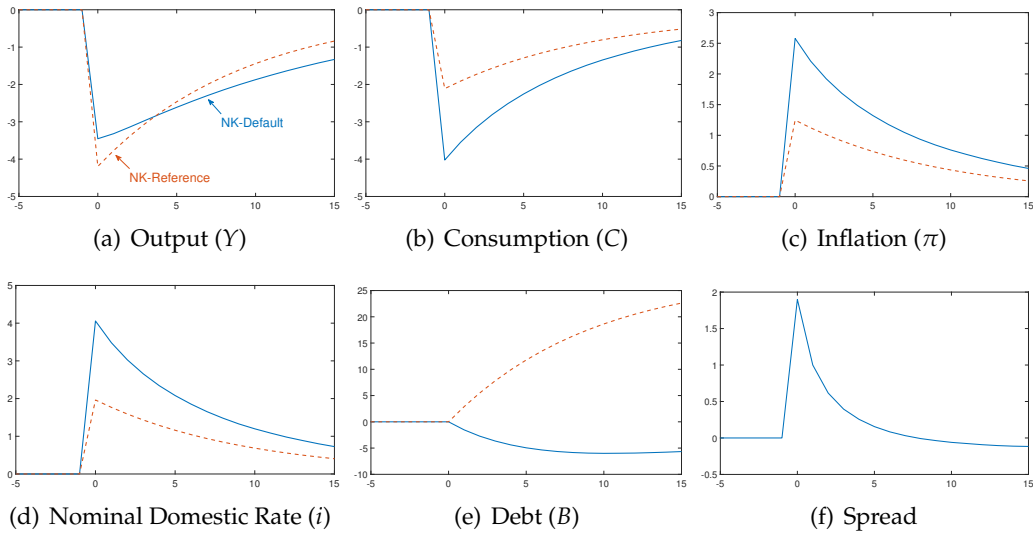 0
-1
-2
-3
-4
-5
-5 0 5 10 15
NK-Default
NK-Reference
(a) Output (Y)
0
-1
-2
-3
-4
-5
-5 0 5 10 15
(b) Consumption (C)
3
2.5
2
1.5
1
0.5
0
-5 0 5 10 15
(c) Inflation (π)
5
4
3
2
1
0
-5 0 5 10 15
(d) Nominal Domestic Rate (i)
25
20
15
10
5
0
-5
-10
-5 0 5 10 15
(e) Debt (B)
2
1.5
1
0.5
0
-0.5
-5 0 5 10 15
(f) Spread